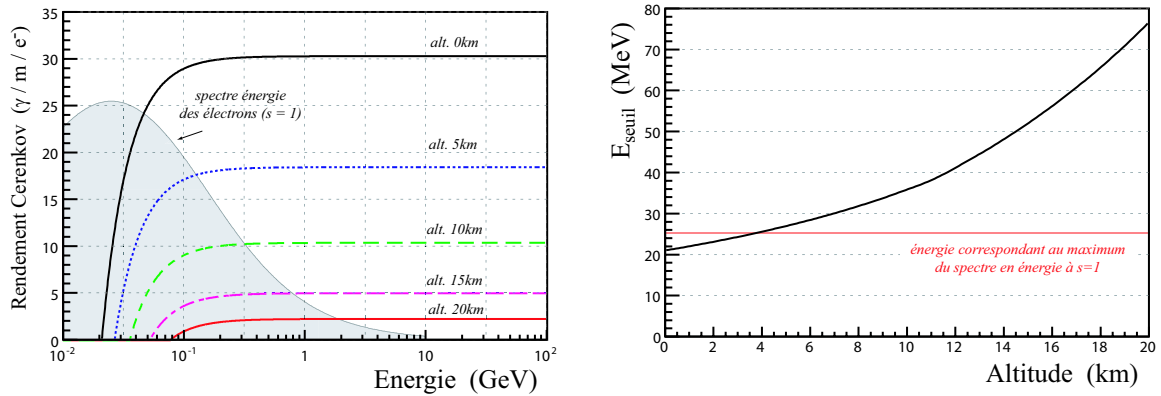 Rendement Cerenkov (γ / m / e⁻)
35
30
25
20
15
10
5
0
alt. 0km
spectre énergie
des électrons (s = 1)
alt. 5km
alt. 10km
alt. 15km
alt. 20km
10⁻² 10⁻¹ 1 10 10²
Energie (GeV)
E_seuil (MeV)
80
70
60
50
40
30
20
10
0
énergie correspondant au maximum
du spectre en énergie à s=1
0 2 4 6 8 10 12 14 16 18 20
Altitude (km)